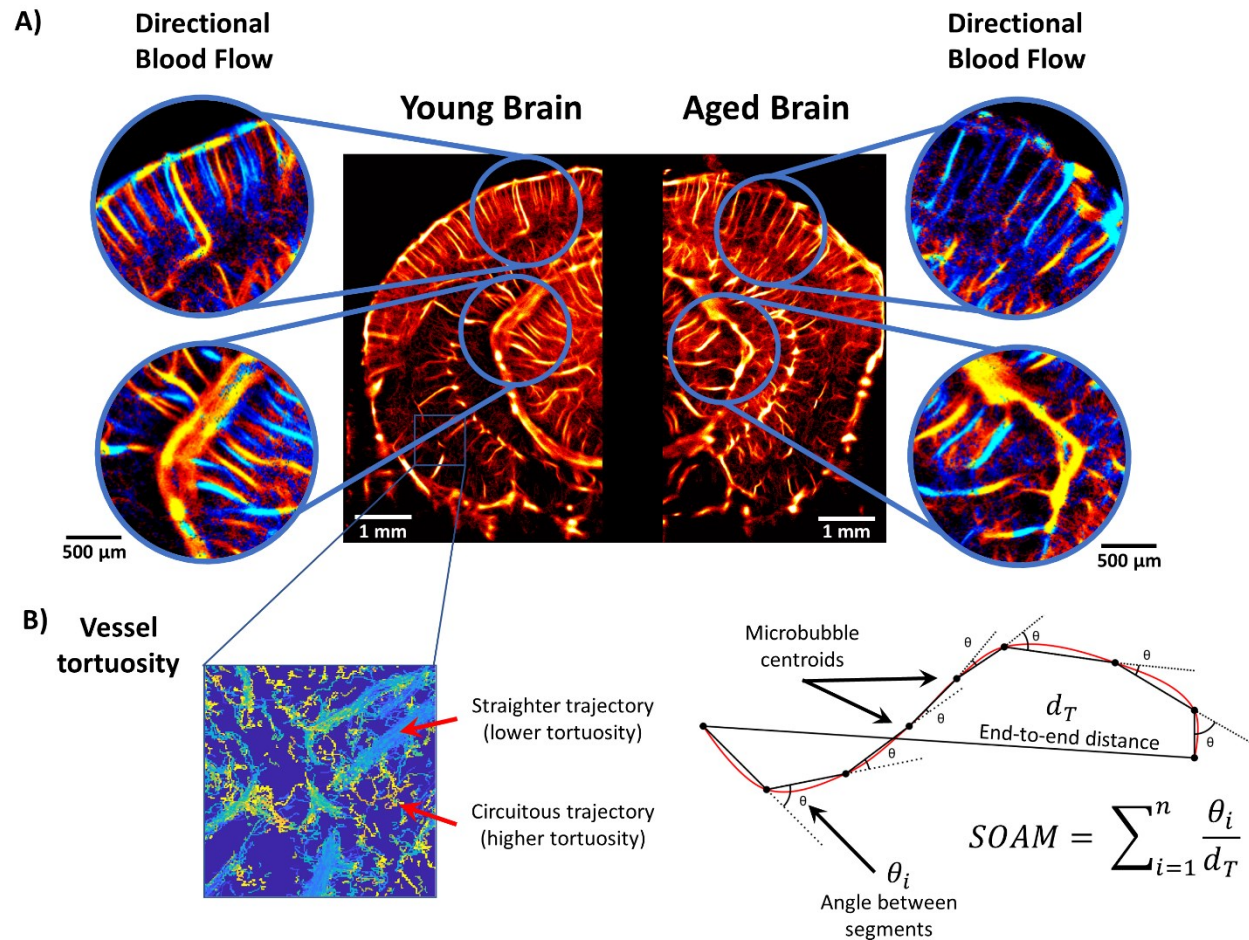 A)
Directional
Blood Flow
Young Brain
Aged Brain
Directional
Blood Flow
500 µm
1 mm
1 mm
500 µm
B)
Vessel
tortuosity
Straighter trajectory
(lower tortuosity)
Circuitous trajectory
(higher tortuosity)
Microbubble
centroids
θ
θ
θ
θ
θ
θ
θ
θ
d_T
End-to-end distance
θ_i
Angle between
segments
SOAM = ∑_{i=1}^{n} θ_i / d_T